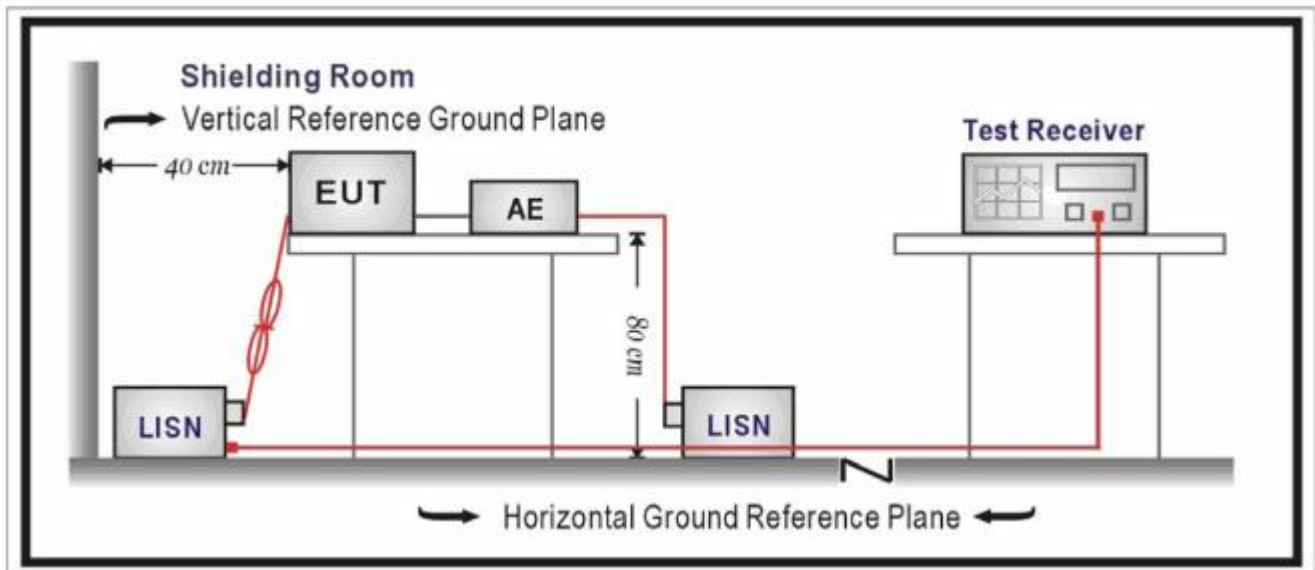 Shielding Room
Vertical Reference Ground Plane
Test Receiver
40 cm
EUT
AE
80 cm
LISN
LISN
Horizontal Ground Reference Plane